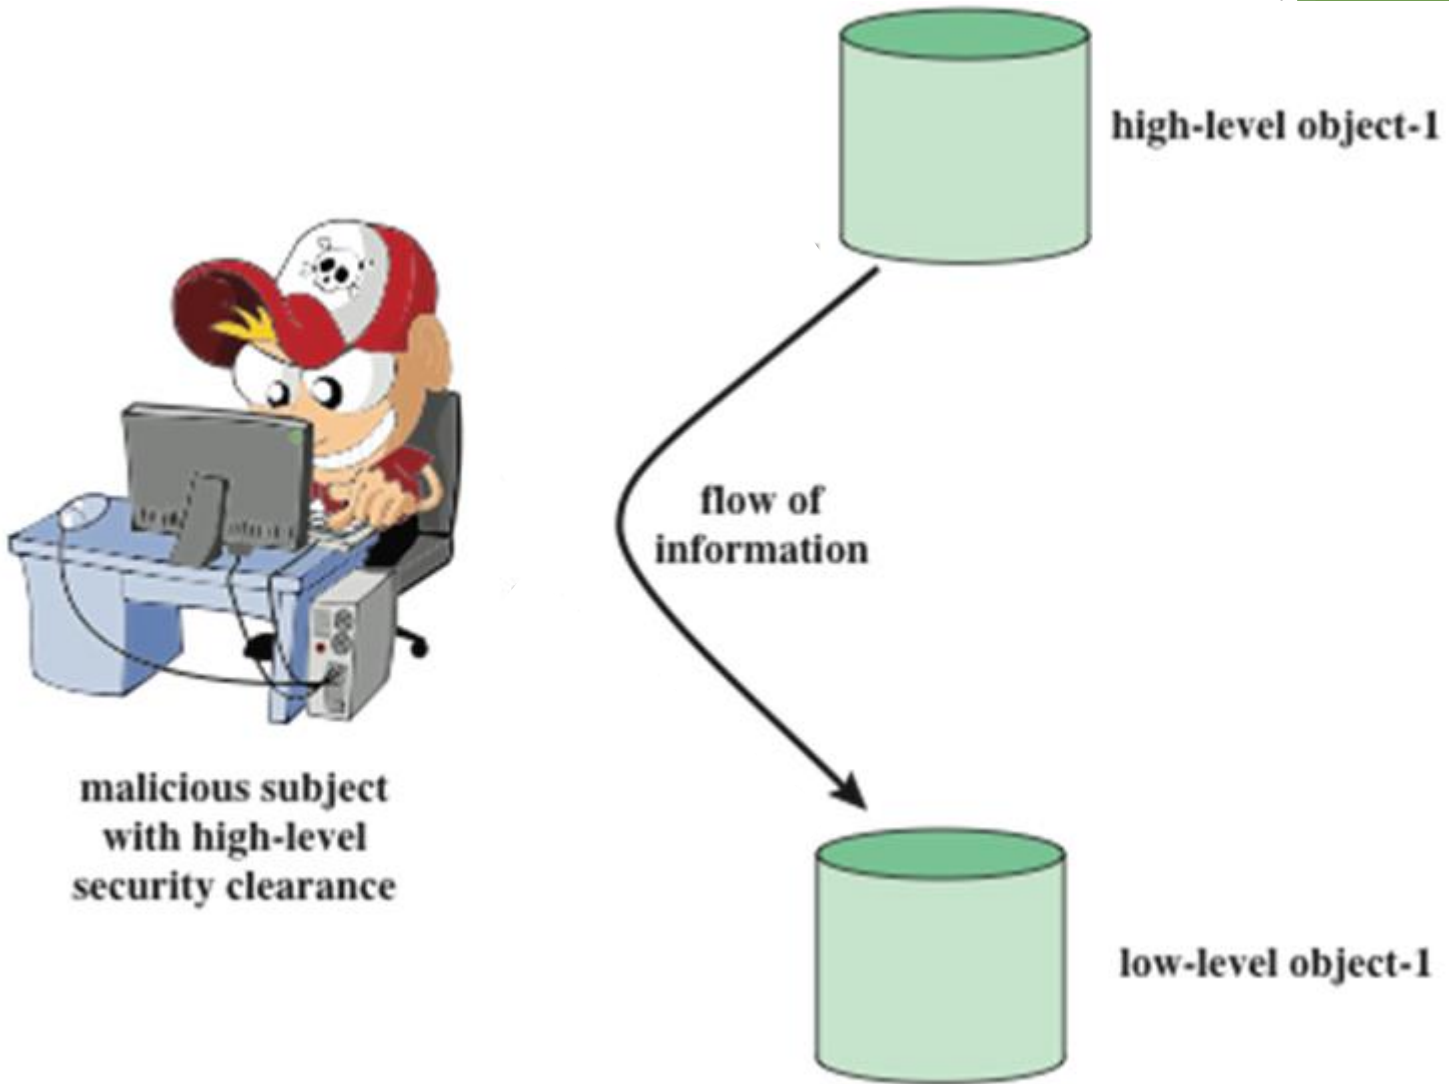 high-level object-1
flow of
information
malicious subject
with high-level
security clearance
low-level object-1